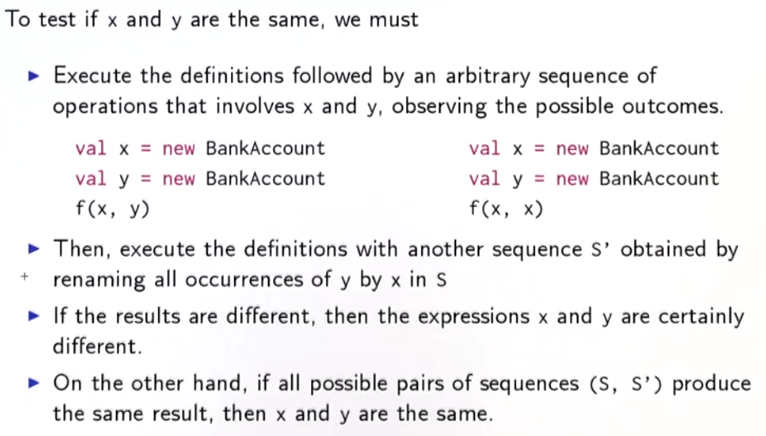 To test if x and y are the same, we must
▶ Execute the definitions followed by an arbitrary sequence of
operations that involves x and y, observing the possible outcomes.
val x = new BankAccount val x = new BankAccount
val y = new BankAccount val y = new BankAccount
f(x, y) f(x, x)
▶ Then, execute the definitions with another sequence S' obtained by
+ renaming all occurrences of y by x in S
▶ If the results are different, then the expressions x and y are certainly
different.
▶ On the other hand, if all possible pairs of sequences (S, S') produce
the same result, then x and y are the same.